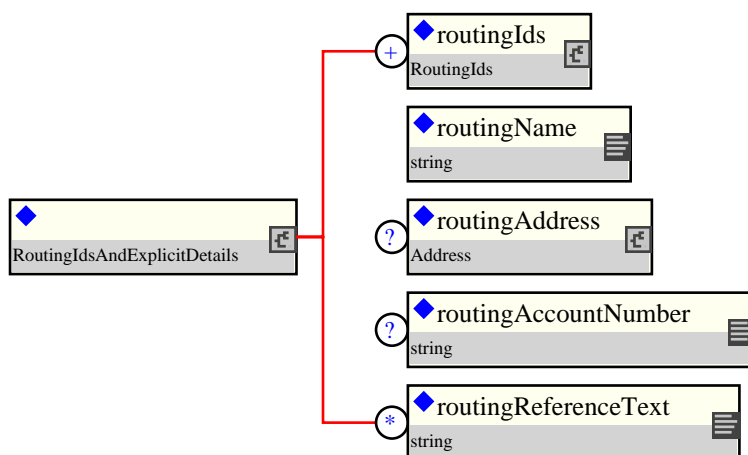 +
routingIds
RoutingIds
routingName
string
RoutingIdsAndExplicitDetails
?
routingAddress
Address
?
routingAccountNumber
string
*
routingReferenceText
string